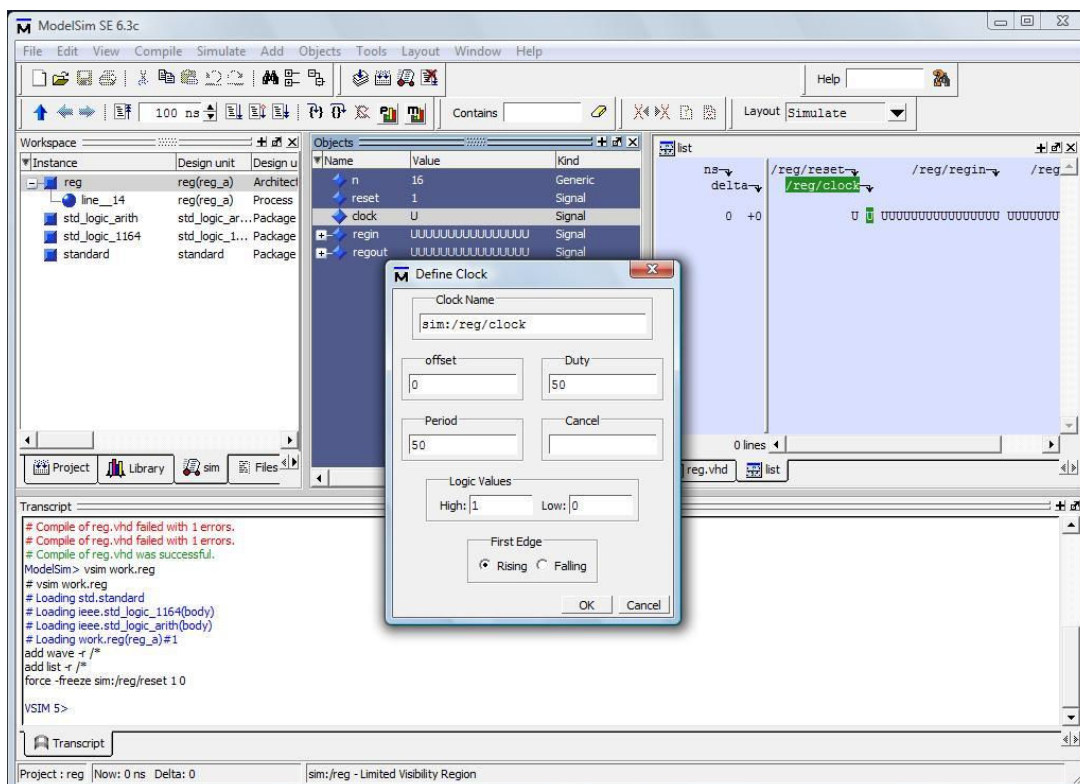 ModelSim SE 6.3c
File Edit View Compile Simulate Add Objects Tools Layout Window Help
Help
100 ns
Contains
Layout Simulate
Workspace
Instance Design unit Design u
reg reg(reg_a) Architect
line__14 reg(reg_a) Process
std_logic_arith std_logic_ar... Package
std_logic_1164 std_logic_1... Package
standard standard Package
Project Library sim Files
Objects
Name Value Kind
n 16 Generic
reset 1 Signal
clock U Signal
regin UUUUUUUUUUUUUUUU Signal
regout UUUUUUUUUUUUUUUU Signal
list
ns /reg/reset /reg/regin /reg
delta /reg/clock
0 +0 U U UUUUUUUUUUUUUUUU UUUUUUU
0 lines
reg.vhd list
Define Clock
Clock Name
sim:/reg/clock
offset Duty
0 50
Period Cancel
50
Logic Values
High: 1 Low: 0
First Edge
Rising Falling
OK Cancel
Transcript
# Compile of reg.vhd failed with 1 errors.
# Compile of reg.vhd failed with 1 errors.
# Compile of reg.vhd was successful.
ModelSim> vsim work.reg
# vsim work.reg
# Loading std.standard
# Loading ieee.std_logic_1164(body)
# Loading ieee.std_logic_arith(body)
# Loading work.reg(reg_a)#1
add wave -r /*
add list -r /*
force -freeze sim:/reg/reset 1 0
VSIM 5>
Transcript
Project : reg Now: 0 ns Delta: 0 sim:/reg - Limited Visibility Region